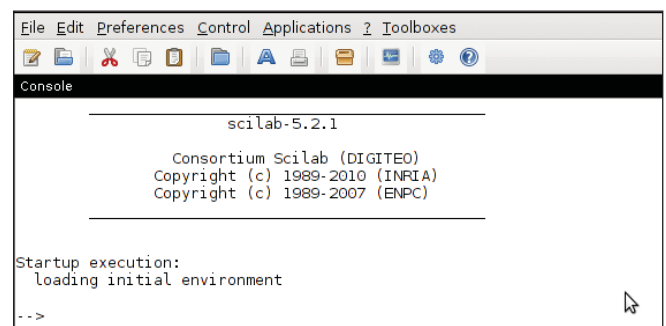 File Edit Preferences Control Applications ? Toolboxes
Console
scilab-5.2.1
Consortium Scilab (DIGITEO)
Copyright (c) 1989-2010 (INRIA)
Copyright (c) 1989-2007 (ENPC)
Startup execution:
loading initial environment
-->